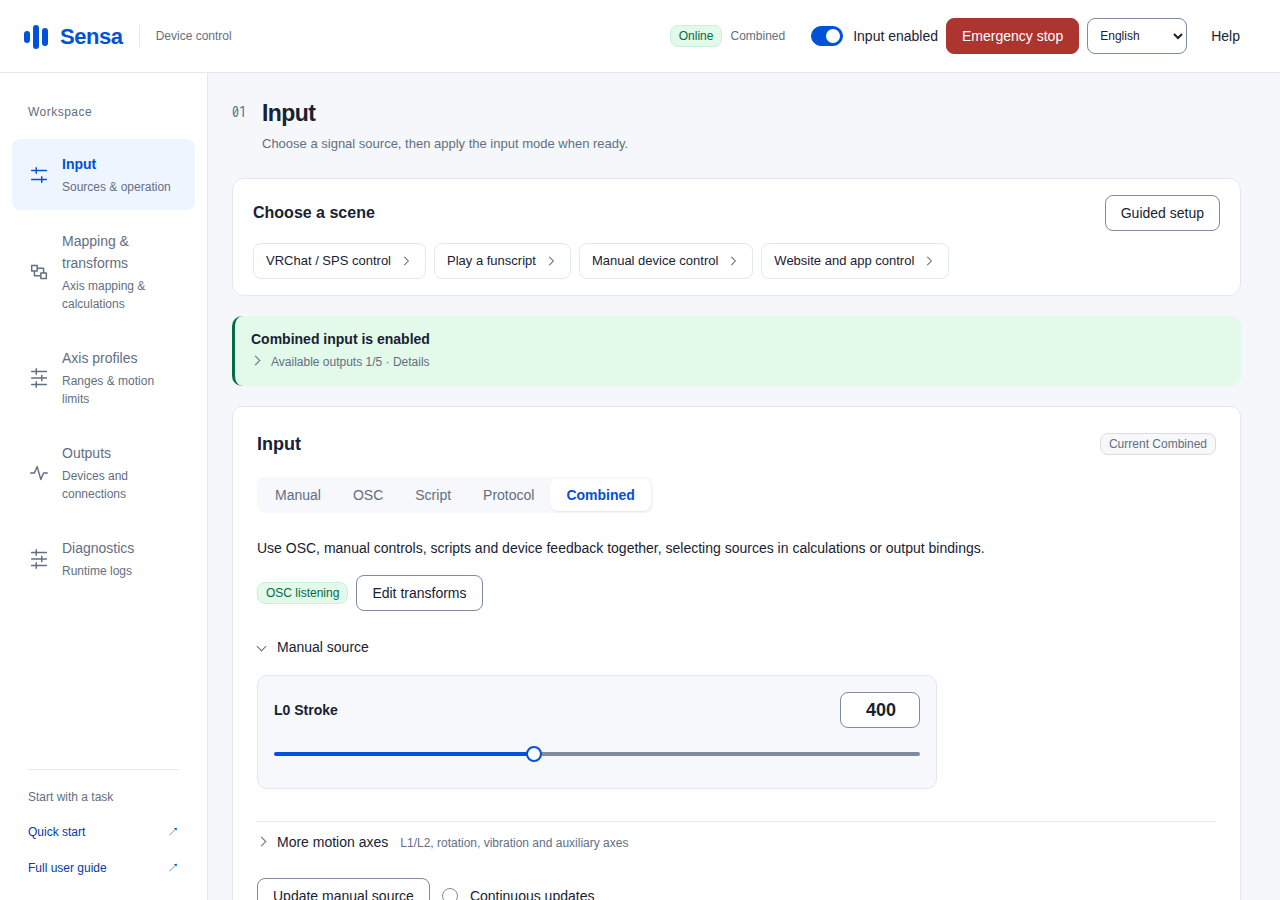 Sensa
Device control
Online
Combined
Input enabled
Emergency stop
English
Help
Workspace
Input
Sources & operation
Mapping &
transforms
Axis mapping &
calculations
Axis profiles
Ranges & motion
limits
Outputs
Devices and
connections
Diagnostics
Runtime logs
Start with a task
Quick start
Full user guide
01
Input
Choose a signal source, then apply the input mode when ready.
Choose a scene
Guided setup
VRChat / SPS control
Play a funscript
Manual device control
Website and app control
Combined input is enabled
Available outputs 1/5 · Details
Input
Current Combined
Manual
OSC
Script
Protocol
Combined
Use OSC, manual controls, scripts and device feedback together, selecting sources in calculations or output bindings.
OSC listening
Edit transforms
Manual source
L0 Stroke
400
More motion axes
L1/L2, rotation, vibration and auxiliary axes
Update manual source
Continuous updates